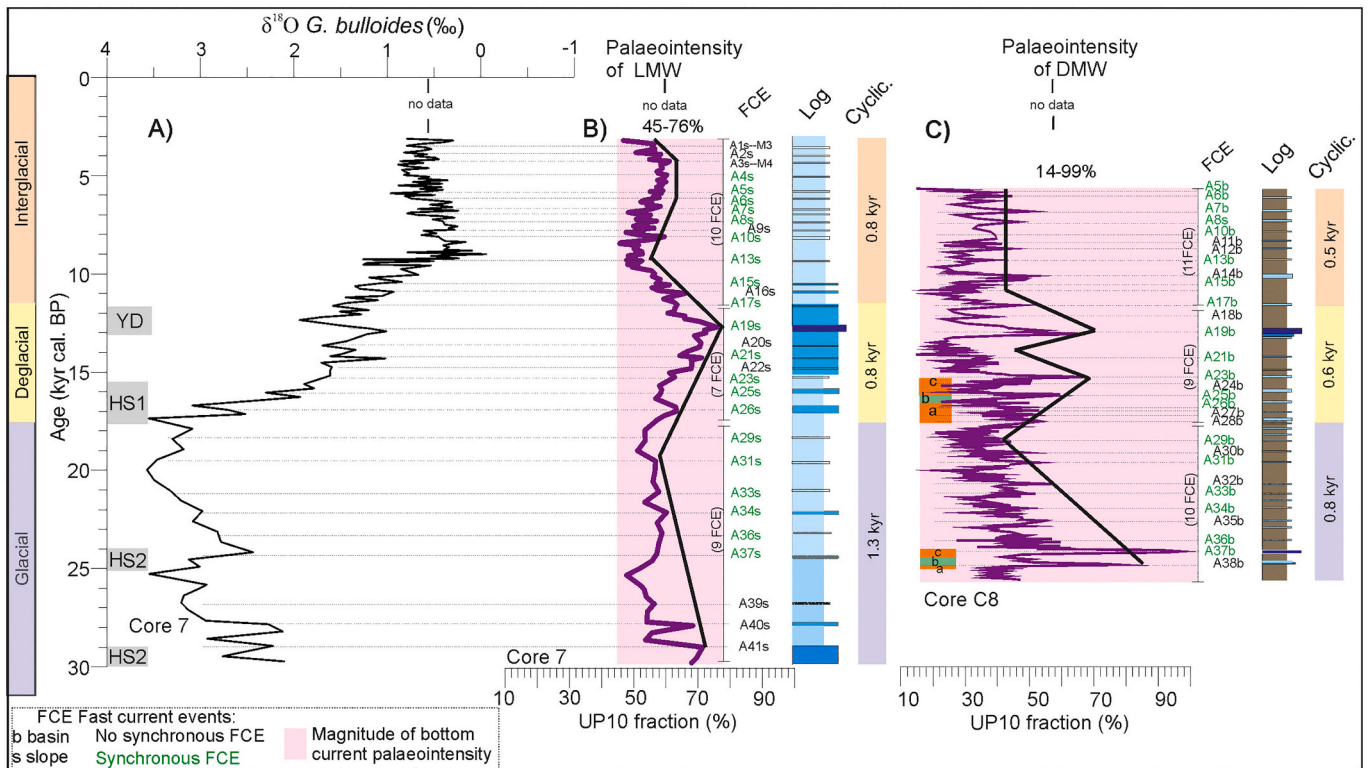 δ18O G. bulloides (‰)
4 3 2 1 0 -1
Palaeointensity
of LMW
Palaeointensity
of DMW
no data
no data
no data
A)
B)
C)
45-76%
14-99%
FCE
Log
Cyclic.
FCE
Log
Cyclic.
Interglacial
Deglacial
Glacial
Age (kyr cal. BP)
0
5
10
15
20
25
30
YD
HS1
HS2
HS2
Core 7
A1s--M3
A2s
A3s--M4
A4s
A5s
A6s
A7s
A8s
A9s
A10s
A13s
A15s
A16s
A17s
A19s
A20s
A21s
A22s
A23s
A25s
A26s
A29s
A31s
A33s
A34s
A36s
A37s
A39s
A40s
A41s
(10 FCE)
(7 FCE)
(9 FCE)
0.8 kyr
0.8 kyr
1.3 kyr
Core 7
10 30 50 70 90
UP10 fraction (%)
A5b
A6b
A7b
A8s
A10b
A11b
A12b
A13b
A14b
A15b
A17b
A18b
A19b
A21b
A23b
A24b
A25b
A26b
A27b
A28b
A29b
A30b
A31b
A32b
A33b
A34b
A35b
A36b
A37b
A38b
(11FCE)
(9 FCE)
(10 FCE)
0.5 kyr
0.6 kyr
0.8 kyr
c
b
a
c
b
a
Core C8
10 30 50 70 90
UP10 fraction (%)
FCE Fast current events:
b basin No synchronous FCE
s slope Synchronous FCE
Magnitude of bottom
current palaeointensity